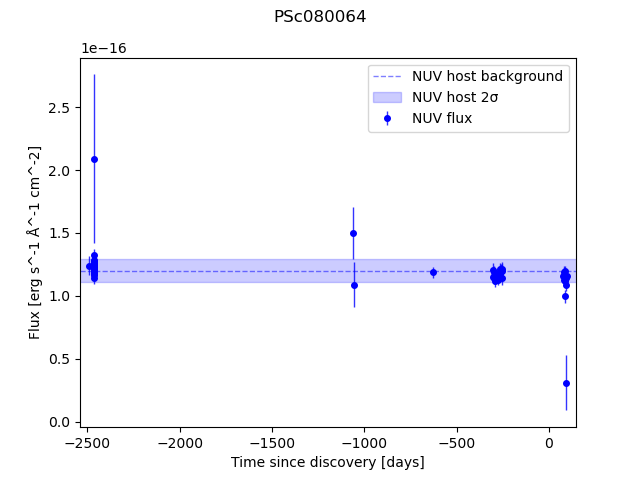 PSc080064
1e−16
NUV host background
NUV host 2σ
NUV flux
2.5
2.0
1.5
1.0
0.5
0.0
Flux [erg s^-1 Å^-1 cm^-2]
−2500 −2000 −1500 −1000 −500 0
Time since discovery [days]